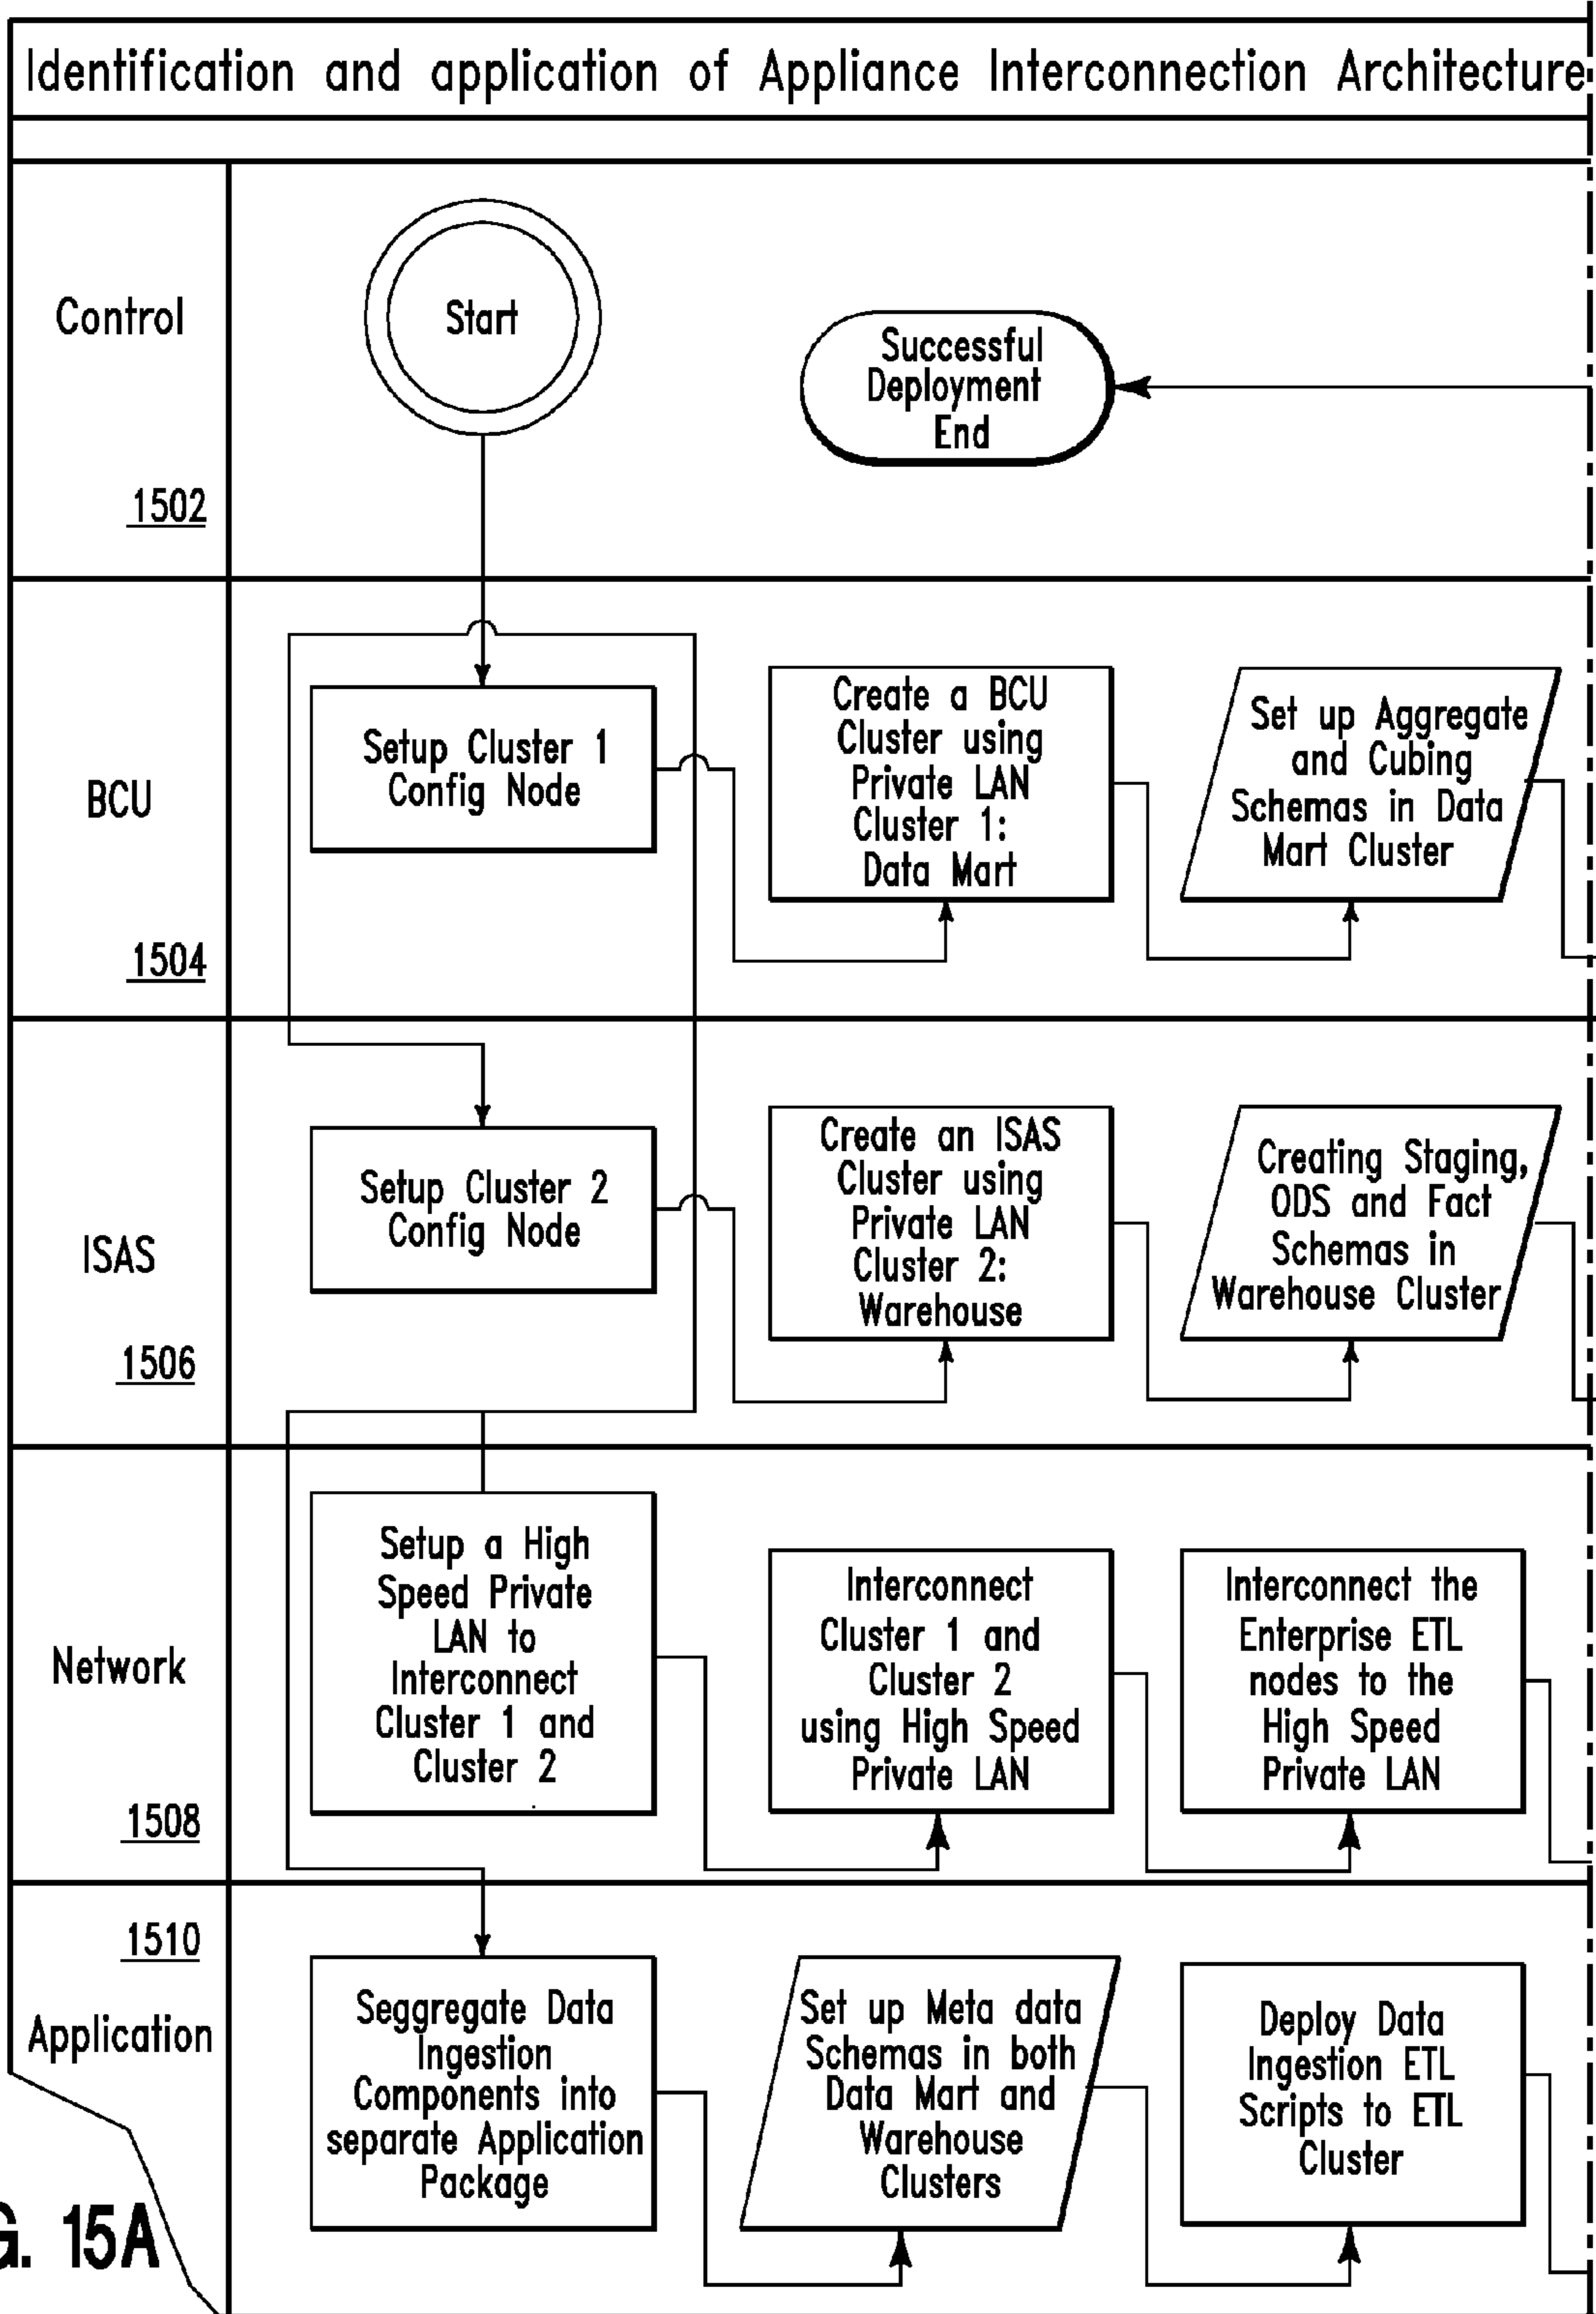 Identification and application of Appliance Interconnection Architecture
Control
1502
Start
Successful
Deployment
End
BCU
1504
Setup Cluster 1
Config Node
Create a BCU
Cluster using
Private LAN
Cluster 1:
Data Mart
Set up Aggregate
and Cubing
Schemas in Data
Mart Cluster
ISAS
1506
Setup Cluster 2
Config Node
Create an ISAS
Cluster using
Private LAN
Cluster 2:
Warehouse
Creating Staging,
ODS and Fact
Schemas in
Warehouse Cluster
Network
1508
Setup a High
Speed Private
LAN to
Interconnect
Cluster 1 and
Cluster 2
Interconnect
Cluster 1 and
Cluster 2
using High Speed
Private LAN
Interconnect the
Enterprise ETL
nodes to the
High Speed
Private LAN
1510
Application
Seggregate Data
Ingestion
Components into
separate Application
Package
Set up Meta data
Schemas in both
Data Mart and
Warehouse
Clusters
Deploy Data
Ingestion ETL
Scripts to ETL
Cluster
G. 15A